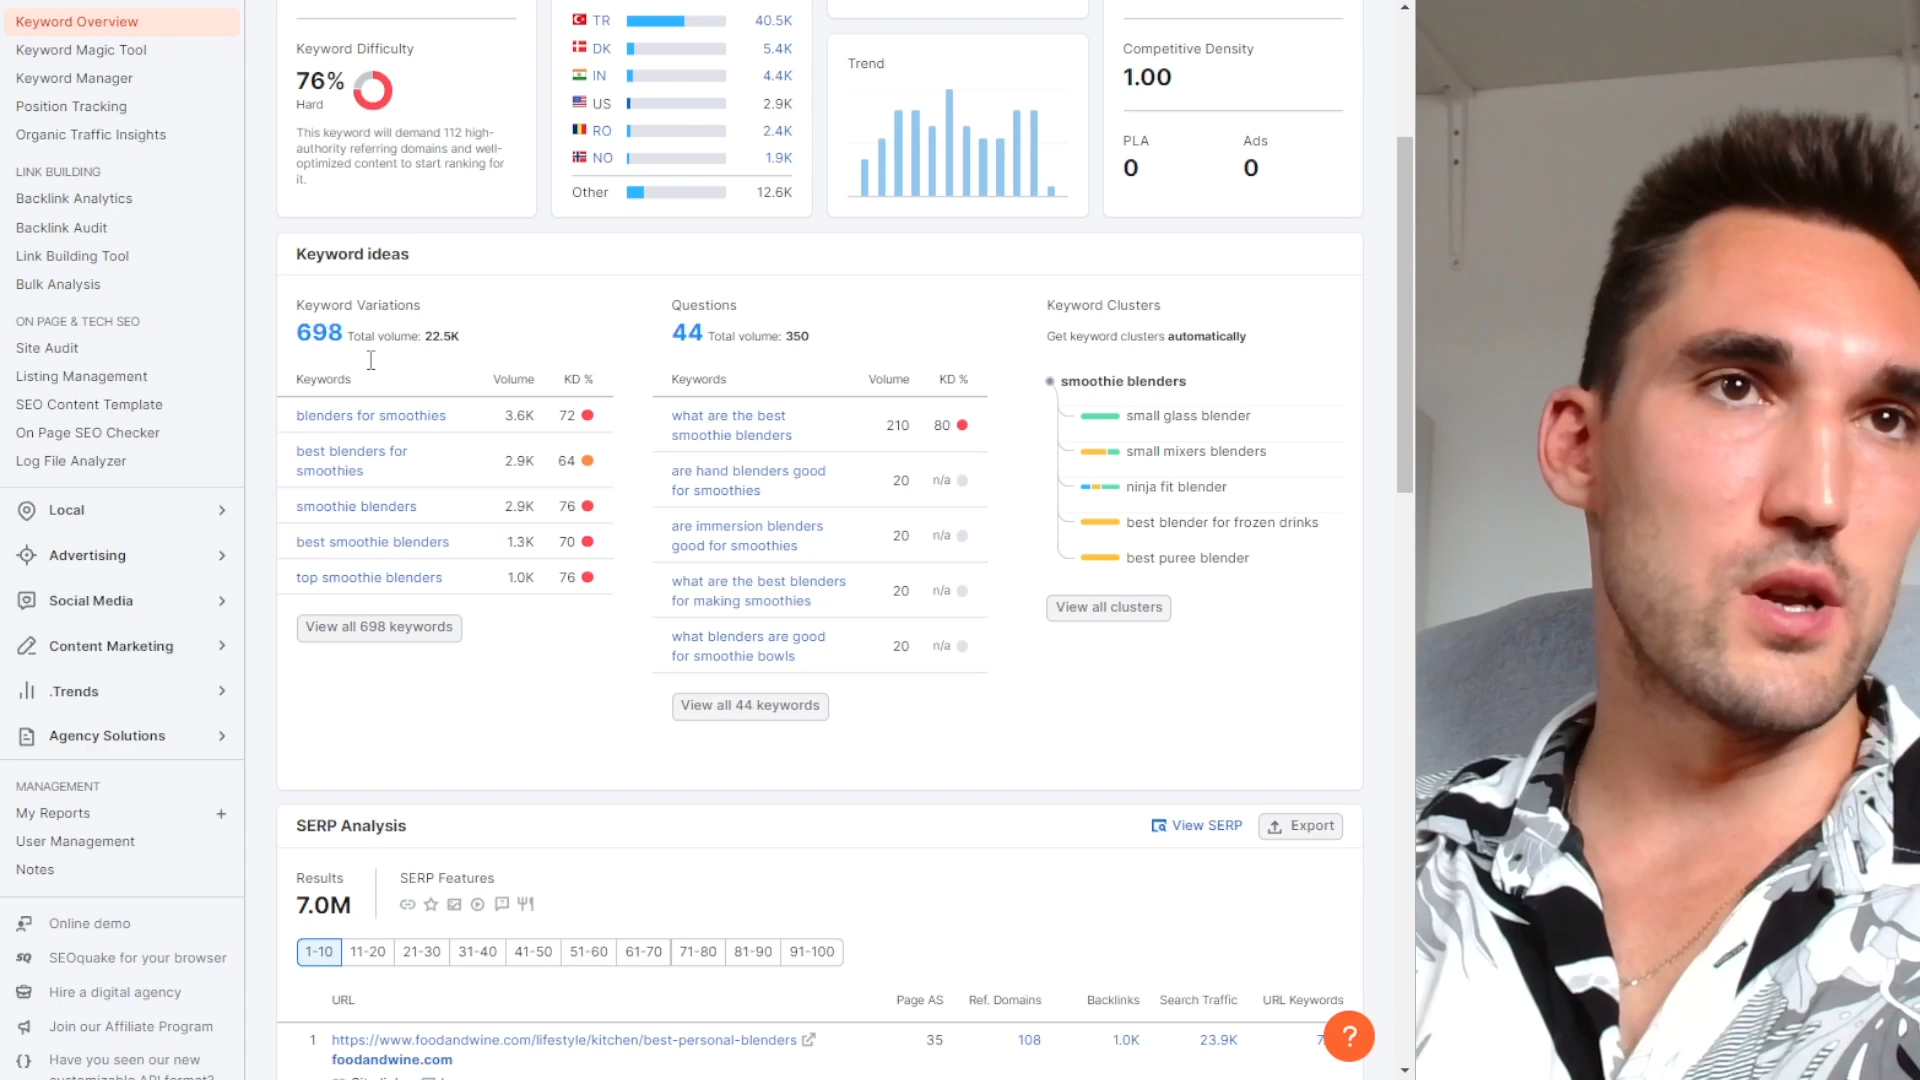 Keyword Overview
Keyword Magic Tool
Keyword Manager
Position Tracking
Organic Traffic Insights
LINK BUILDING
Backlink Analytics
Backlink Audit
Link Building Tool
Bulk Analysis
ON PAGE & TECH SEO
Site Audit
Listing Management
SEO Content Template
On Page SEO Checker
Log File Analyzer
Local
Advertising
Social Media
Content Marketing
.Trends
Agency Solutions
MANAGEMENT
My Reports +
User Management
Notes
Online demo
SEOquake for your browser
Hire a digital agency
Join our Affiliate Program
Have you seen our new
customizable API format?
Keyword Difficulty
76%
Hard
This keyword will demand 112 high-
authority referring domains and well-
optimized content to start ranking for
it.
TR 40.5K
DK 5.4K
IN 4.4K
US 2.9K
RO 2.4K
NO 1.9K
Other 12.6K
Trend
Competitive Density
1.00
PLA Ads
0 0
Keyword ideas
Keyword Variations
698 Total volume: 22.5K
Keywords Volume KD %
blenders for smoothies 3.6K 72
best blenders for
smoothies 2.9K 64
smoothie blenders 2.9K 76
best smoothie blenders 1.3K 70
top smoothie blenders 1.0K 76
View all 698 keywords
Questions
44 Total volume: 350
Keywords Volume KD %
what are the best
smoothie blenders 210 80
are hand blenders good
for smoothies 20 n/a
are immersion blenders
good for smoothies 20 n/a
what are the best blenders
for making smoothies 20 n/a
what blenders are good
for smoothie bowls 20 n/a
View all 44 keywords
Keyword Clusters
Get keyword clusters automatically
smoothie blenders
small glass blender
small mixers blenders
ninja fit blender
best blender for frozen drinks
best puree blender
View all clusters
SERP Analysis View SERP Export
Results SERP Features
7.0M
1-10 11-20 21-30 31-40 41-50 51-60 61-70 71-80 81-90 91-100
URL Page AS Ref. Domains Backlinks Search Traffic URL Keywords
1 https://www.foodandwine.com/lifestyle/kitchen/best-personal-blenders 35 108 1.0K 23.9K
foodandwine.com
?